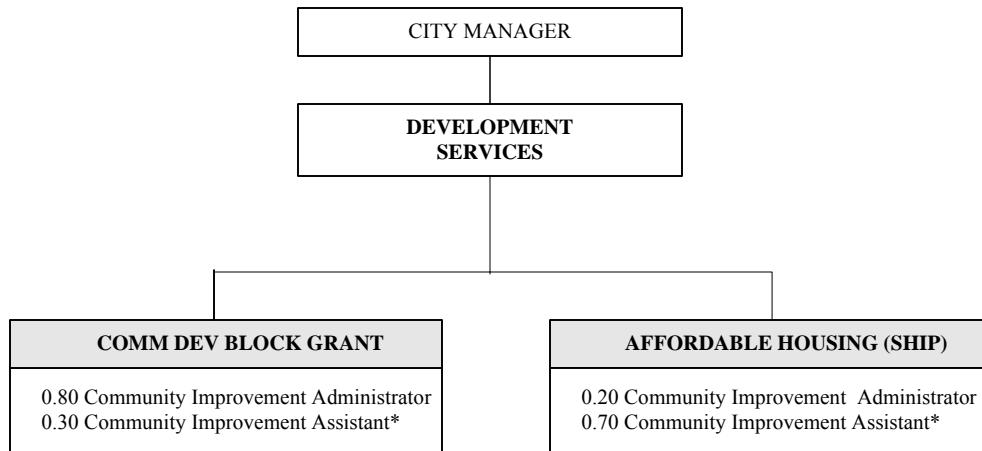 CITY MANAGER
DEVELOPMENT
SERVICES
COMM DEV BLOCK GRANT
0.80 Community Improvement Administrator
0.30 Community Improvement Assistant*
AFFORDABLE HOUSING (SHIP)
0.20 Community Improvement  Administrator
0.70 Community Improvement Assistant*